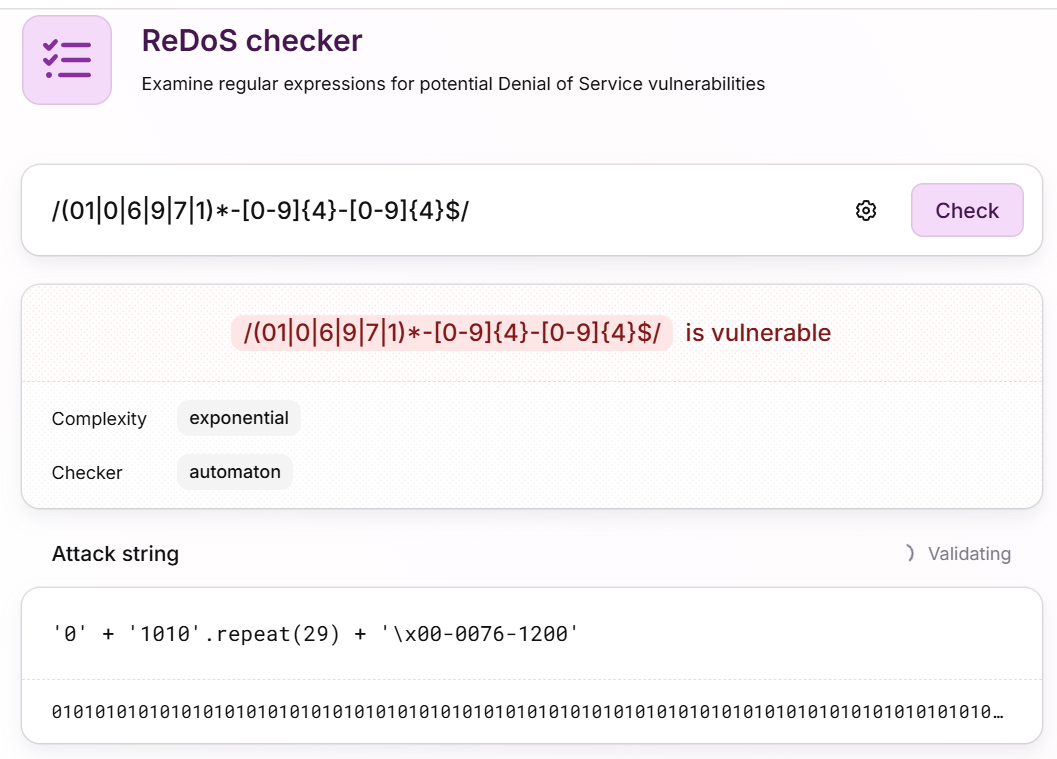 ReDoS checker
Examine regular expressions for potential Denial of Service vulnerabilities
/(01|0|6|9|7|1)*-[0-9]{4}-[0-9]{4}$/
Check
/(01|0|6|9|7|1)*-[0-9]{4}-[0-9]{4}$/ is vulnerable
Complexity exponential
Checker automaton
Attack string
Validating
'0' + '1010'.repeat(29) + '\x00-0076-1200'
0101010101010101010101010101010101010101010101010101010101010101010101010101010101010101010…